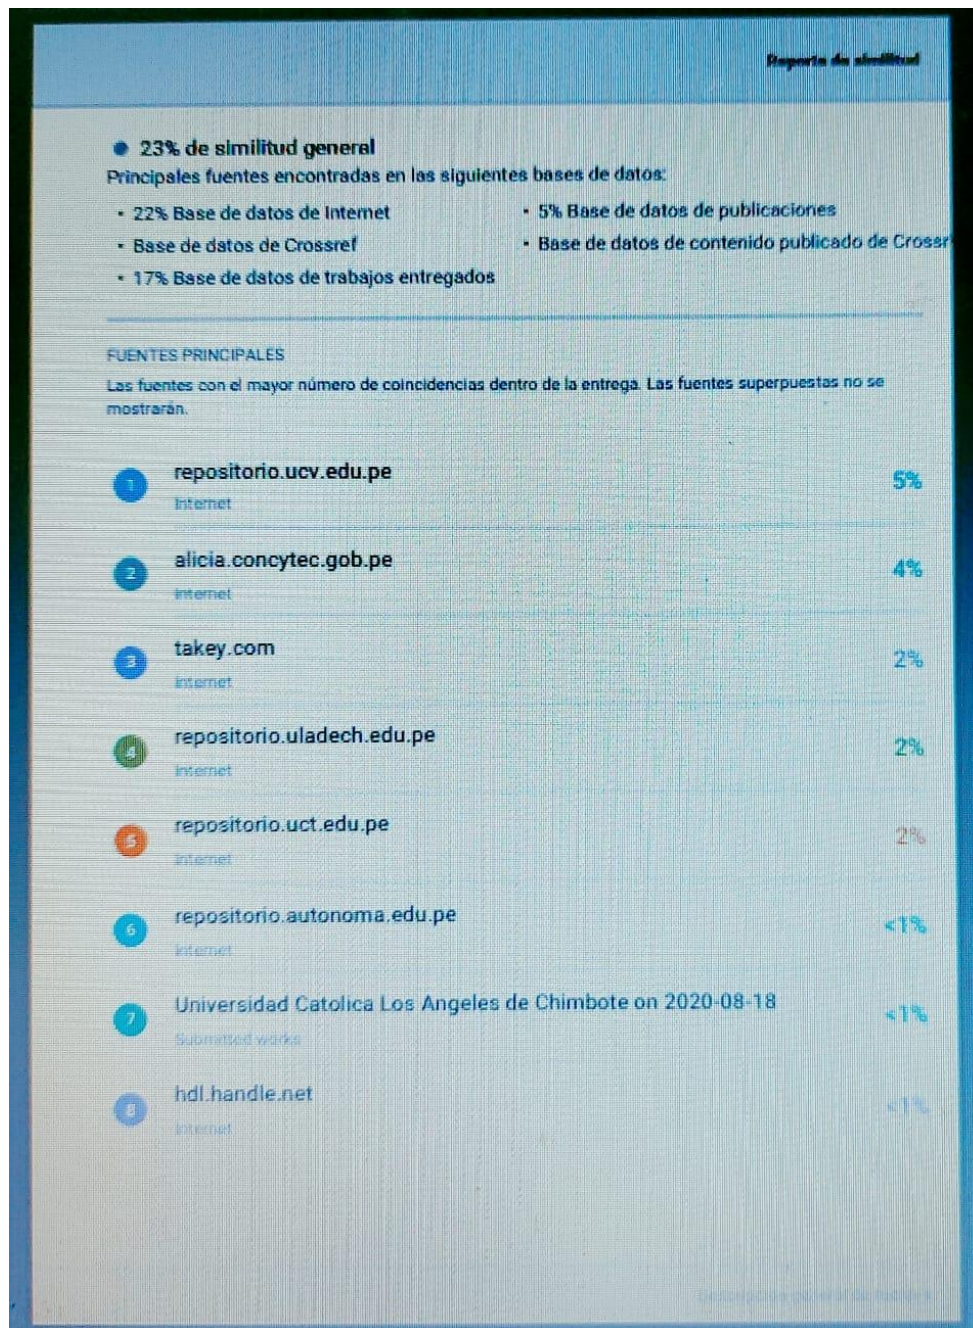 Reporte de similitud
23% de similitud general
Principales fuentes encontradas en las siguientes bases de datos:
• 22% Base de datos de Internet
• 5% Base de datos de publicaciones
• Base de datos de Crossref
• Base de datos de contenido publicado de Crossr
• 17% Base de datos de trabajos entregados
FUENTES PRINCIPALES
Las fuentes con el mayor número de coincidencias dentro de la entrega. Las fuentes superpuestas no se
mostrarán.
1 repositorio.ucv.edu.pe 5%
Internet
2 alicia.concytec.gob.pe 4%
Internet
3 takey.com 2%
Internet
4 repositorio.uladech.edu.pe 2%
Internet
5 repositorio.uct.edu.pe 2%
Internet
6 repositorio.autonoma.edu.pe <1%
Internet
7 Universidad Catolica Los Angeles de Chimbote on 2020-08-18 <1%
Submitted works
8 hdl.handle.net <1%
Internet